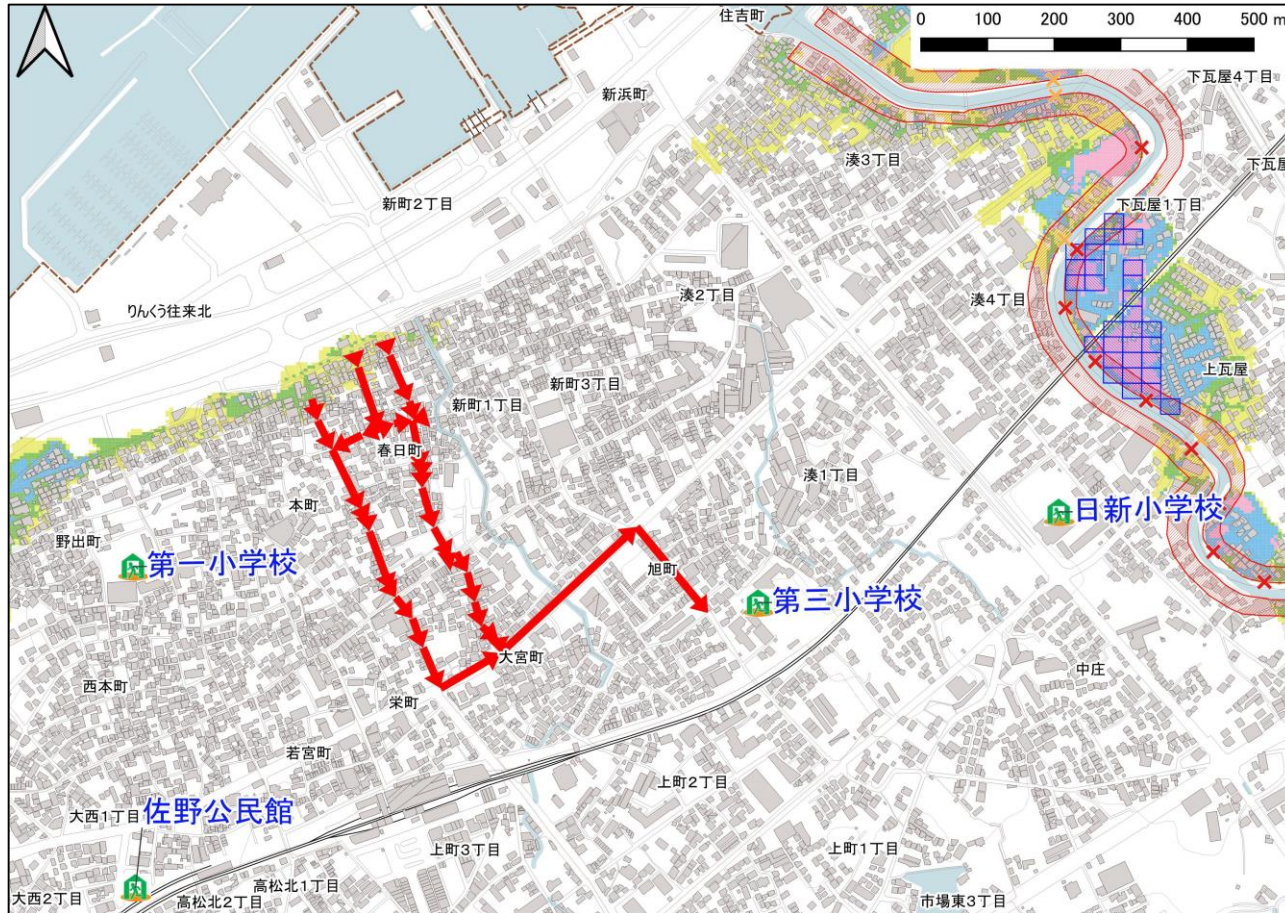 住吉町
0 100 200 300 400 500 m
下瓦屋4丁目
新浜町
湊3丁目
下瓦屋
新町2丁目
下瓦屋1丁目
湊2丁目
湊4丁目
りんくう往来北
新町3丁目
上瓦屋
新町1丁目
春日町
湊1丁目
本町
日新小学校
野出町
第一小学校
旭町
第三小学校
大宮町
中庄
西本町
栄町
若宮町
上町2丁目
大西1丁目
佐野公民館
上町3丁目
上町1丁目
高松北1丁目
大西2丁目
高松北2丁目
市場東3丁目